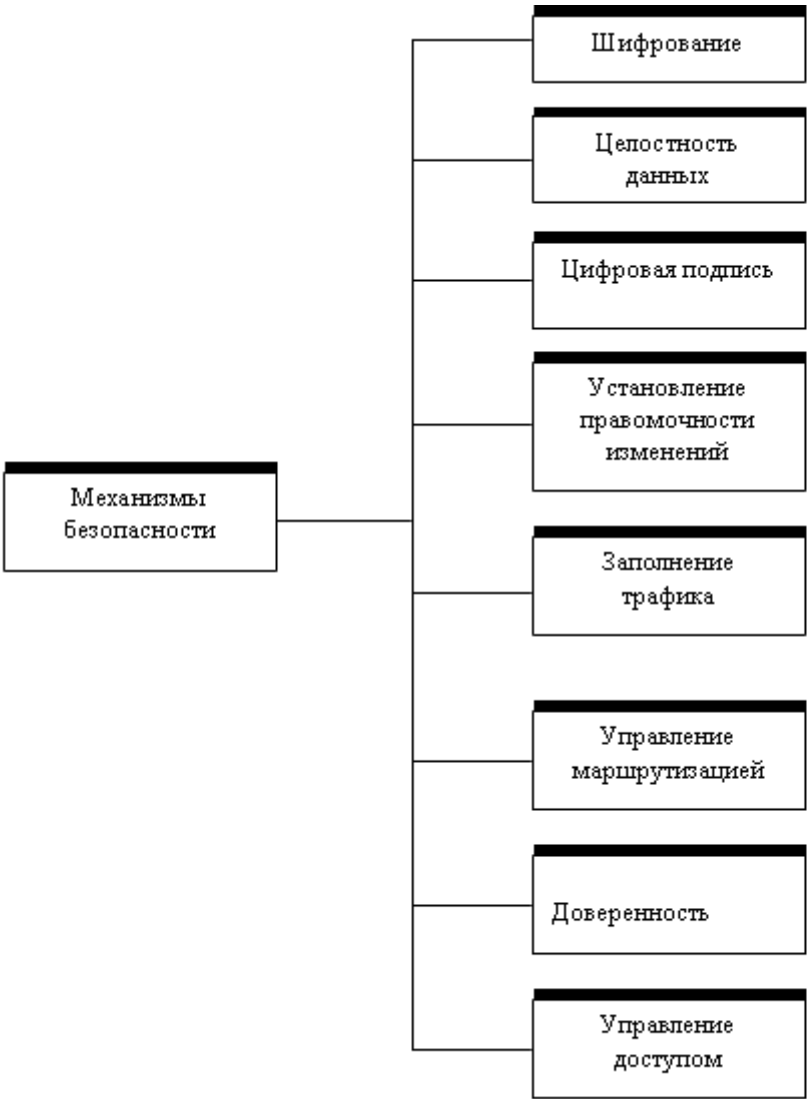 Шифрование
Целостность
данных
Цифровая подпись
Установление
правомочности
изменений
Механизмы
безопасности
Заполнение
трафика
Управление
маршрутизацией
Доверенность
Управление
доступом